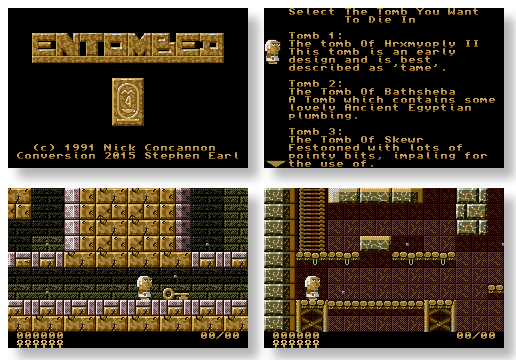 ENTOMBED
(c) 1991 Nick Concannon
Conversion 2015 Stephen Earl
Select The Tomb You Want
To Die In
Tomb 1:
The tomb Of Hrxmyoply II
This tomb is an early
design and is best
described as 'tame'.
Tomb 2:
The Tomb Of Bathsheba
A Tomb which contains some
lovely Ancient Egyptian
plumbing.
Tomb 3:
The Tomb Of Skewr
Festooned with lots of
pointy bits, impaling for
the use of.
000000
00/00
000000
00/00